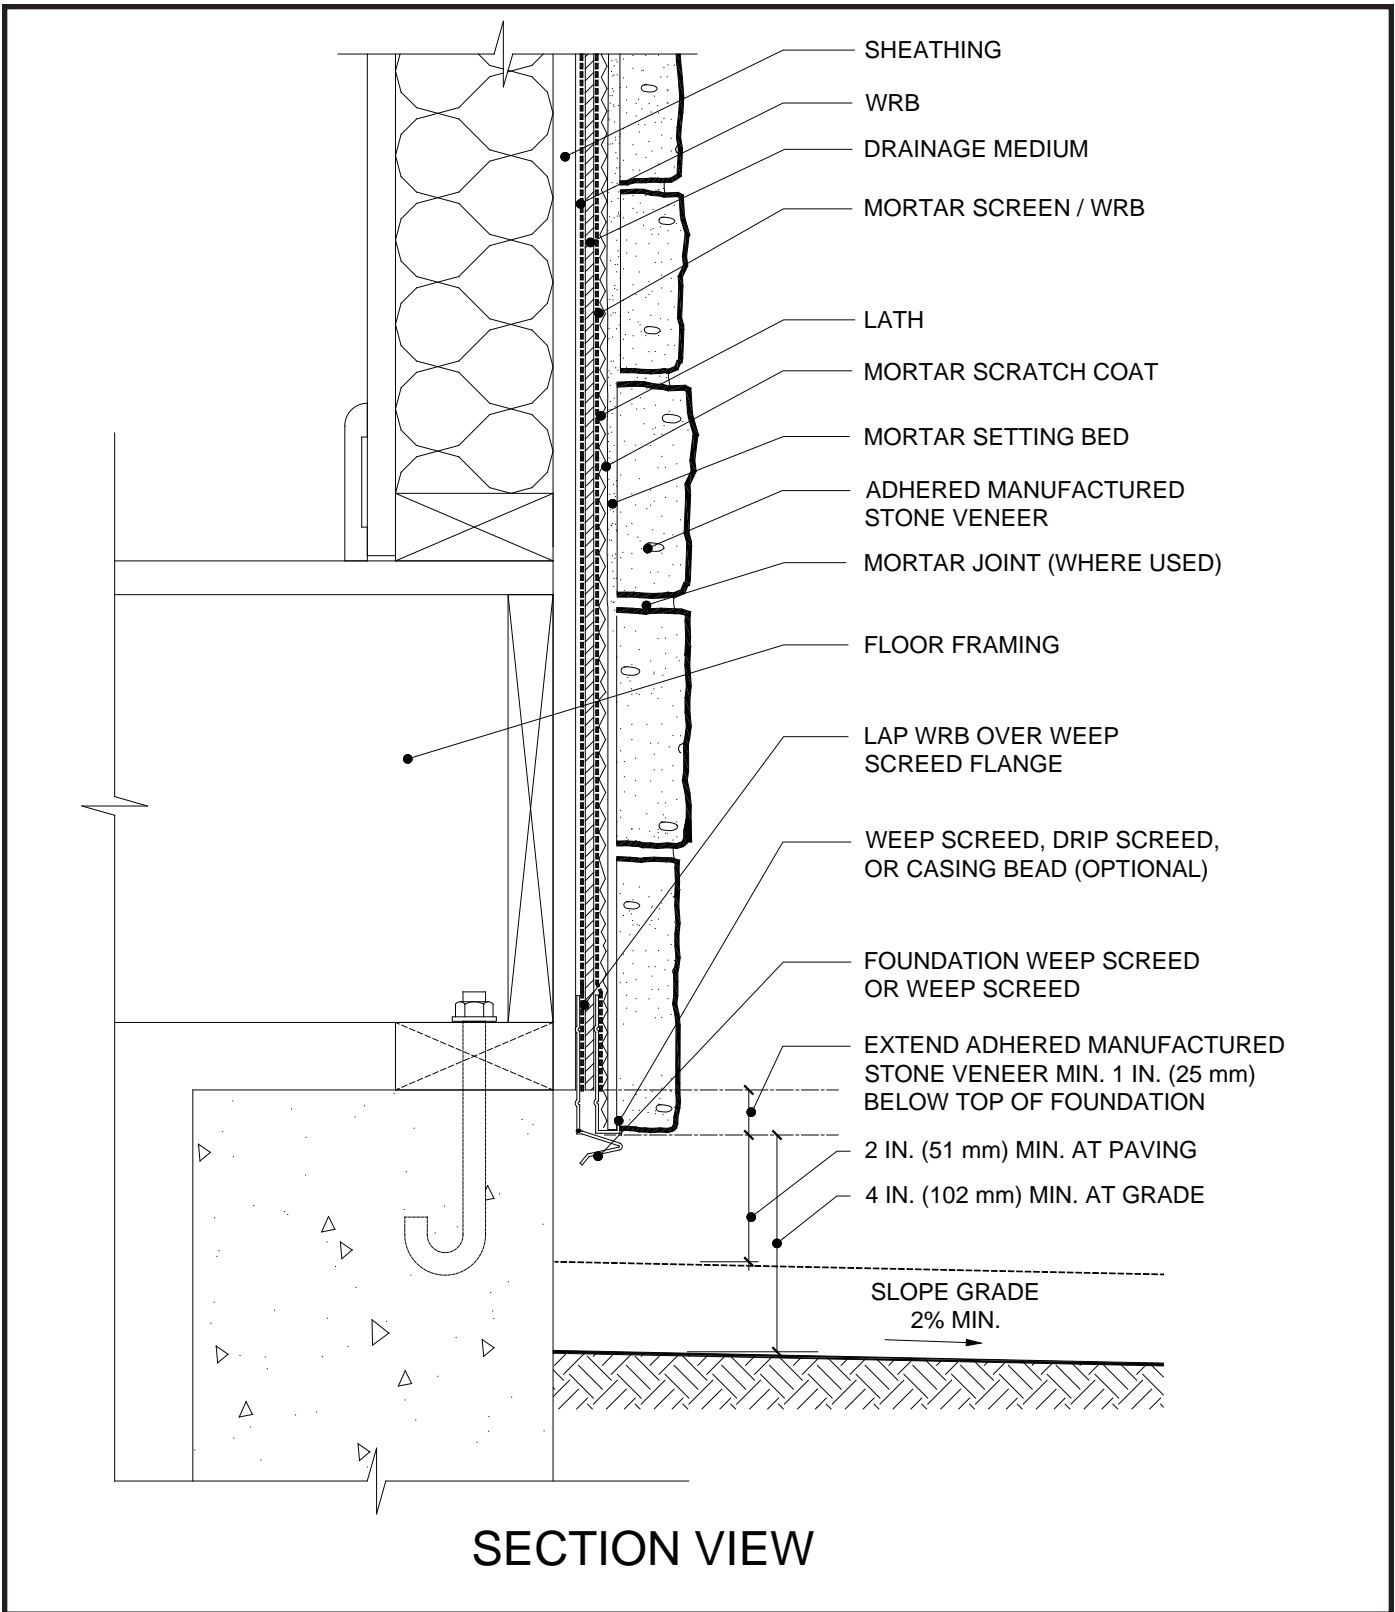 SHEATHING
WRB
DRAINAGE MEDIUM
MORTAR SCREEN / WRB
LATH
MORTAR SCRATCH COAT
MORTAR SETTING BED
ADHERED MANUFACTURED
STONE VENEER
MORTAR JOINT (WHERE USED)
FLOOR FRAMING
LAP WRB OVER WEEP
SCREED FLANGE
WEEP SCREED, DRIP SCREED,
OR CASING BEAD (OPTIONAL)
FOUNDATION WEEP SCREED
OR WEEP SCREED
EXTEND ADHERED MANUFACTURED
STONE VENEER MIN. 1 IN. (25 mm)
BELOW TOP OF FOUNDATION
2 IN. (51 mm) MIN. AT PAVING
4 IN. (102 mm) MIN. AT GRADE
SLOPE GRADE
2% MIN.
SECTION VIEW